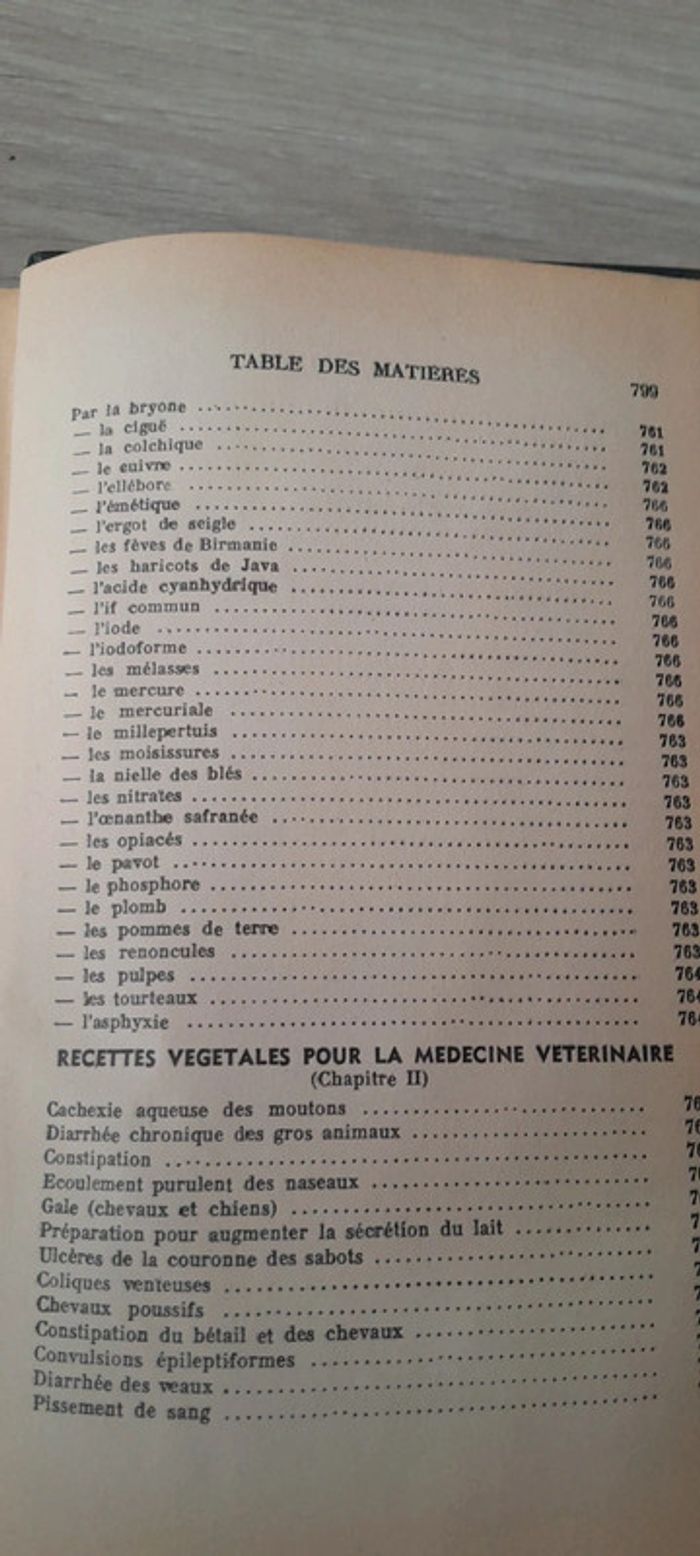 TABLE DES MATIÈRES 799
Par la bryone 761
— la ciguë 761
— la colchique 762
— le cuivre 762
— l'ellébore 766
— l'émétique 766
— l'ergot de seigle 766
— les fèves de Birmanie 766
— les haricots de Java 766
— l'acide cyanhydrique 766
— l'if commun 766
— l'iode 766
— l'iodoforme 766
— les mélasses 766
— le mercure 766
— le mercuriale 766
— le millepertuis 763
— les moisissures 763
— la nielle des blés 763
— les nitrates 763
— l'œnanthe safranée 763
— les opiacés 763
— le pavot 763
— le phosphore 763
— le plomb 763
— les pommes de terre 763
— les renoncules 763
— les pulpes 764
— les tourteaux 764
— l'asphyxie 764
RECETTES VEGETALES POUR LA MEDECINE VETERINAIRE
(Chapitre II)
Cachexie aqueuse des moutons
Diarrhée chronique des gros animaux
Constipation
Ecoulement purulent des naseaux
Gale (chevaux et chiens)
Préparation pour augmenter la sécrétion du lait
Ulcères de la couronne des sabots
Coliques venteuses
Chevaux poussifs
Constipation du bétail et des chevaux
Convulsions épileptiformes
Diarrhée des veaux
Pissement de sang